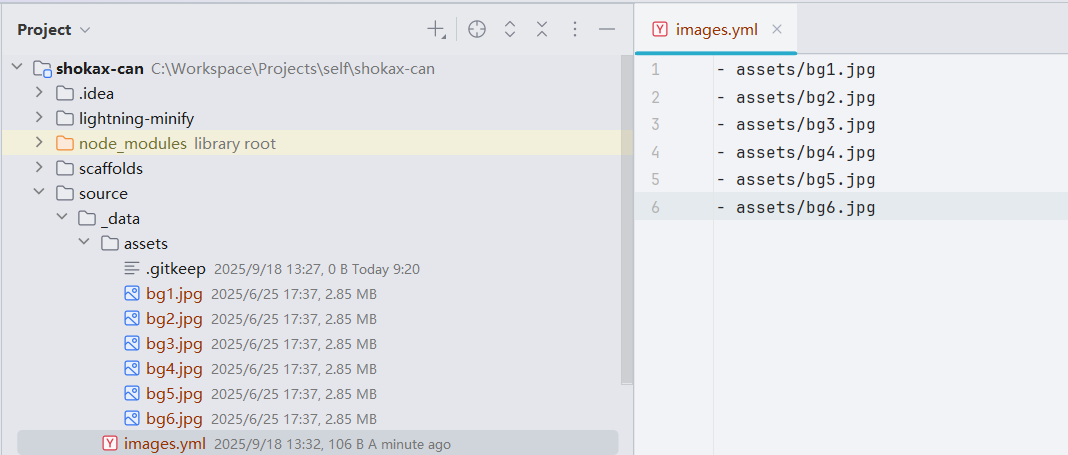 Project
shokax-can C:\Workspace\Projects\self\shokax-can
.idea
lightning-minify
node_modules library root
scaffolds
source
_data
assets
.gitkeep 2025/9/18 13:27, 0 B Today 9:20
bg1.jpg 2025/6/25 17:37, 2.85 MB
bg2.jpg 2025/6/25 17:37, 2.85 MB
bg3.jpg 2025/6/25 17:37, 2.85 MB
bg4.jpg 2025/6/25 17:37, 2.85 MB
bg5.jpg 2025/6/25 17:37, 2.85 MB
bg6.jpg 2025/6/25 17:37, 2.85 MB
images.yml 2025/9/18 13:32, 106 B A minute ago
images.yml
1 - assets/bg1.jpg
2 - assets/bg2.jpg
3 - assets/bg3.jpg
4 - assets/bg4.jpg
5 - assets/bg5.jpg
6 - assets/bg6.jpg